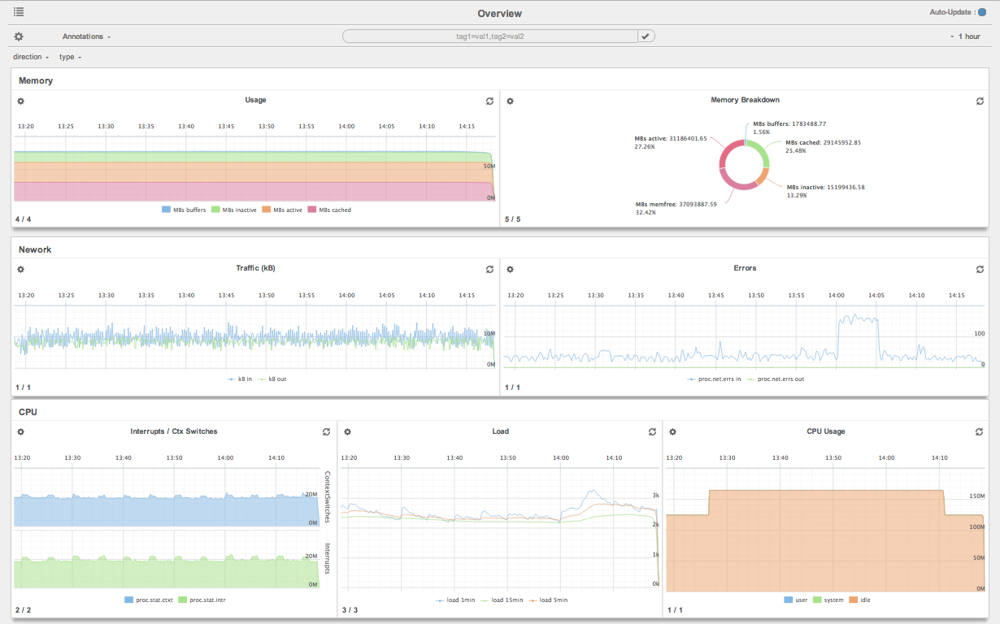 Overview
Auto-Update :
Annotations
tag1=val1,tag2=val2
1 hour
direction type
Memory
Usage
13:20 13:25 13:30 13:35 13:40 13:45 13:50 13:55 14:00 14:05 14:10 14:15
50M
0M
MBs buffers MBs inactive MBs active MBs cached
4 / 4
Memory Breakdown
MBs buffers: 1783488.77
1.56%
MBs active: 31186401.65
27.26%
MBs cached: 29145952.85
25.48%
MBs inactive: 15199436.58
13.29%
MBs memfree: 37093887.59
32.42%
5 / 5
Nework
Traffic (kB)
13:20 13:25 13:30 13:35 13:40 13:45 13:50 13:55 14:00 14:05 14:10 14:15
10M
0M
kB in kB out
1 / 1
Errors
13:20 13:25 13:30 13:35 13:40 13:45 13:50 13:55 14:00 14:05 14:10 14:15
100
0
proc.net.errs in proc.net.errs out
1 / 1
CPU
Interrupts / Ctx Switches
13:20 13:30 13:40 13:50 14:00 14:10
20M
0M
ContextSwitches
20M
0M
Interrupts
proc.stat.ctxt proc.stat.intr
2 / 2
Load
13:20 13:30 13:40 13:50 14:00 14:10
3k
2k
1k
0k
load 1min load 15min load 5min
3 / 3
CPU Usage
13:20 13:30 13:40 13:50 14:00 14:10
150M
100M
50M
0M
user system idle
1 / 1